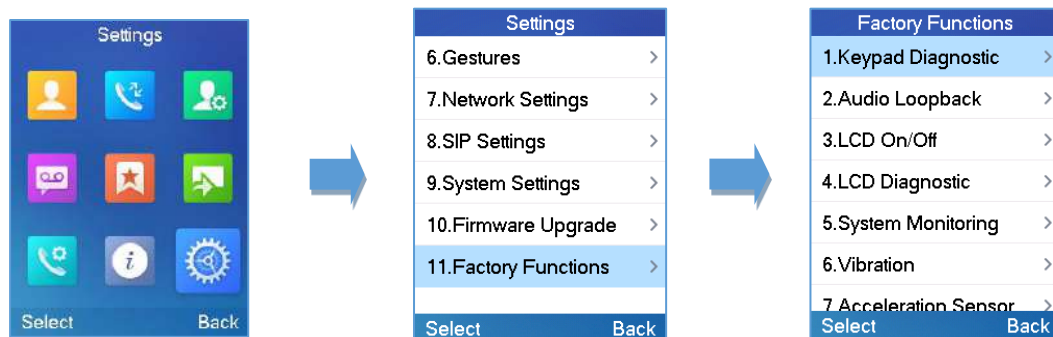 Settings
Select Back
Settings
6.Gestures
7.Network Settings
8.SIP Settings
9.System Settings
10.Firmware Upgrade
11.Factory Functions
Select Back
Factory Functions
1.Keypad Diagnostic
2.Audio Loopback
3.LCD On/Off
4.LCD Diagnostic
5.System Monitoring
6.Vibration
7.Acceleration Sensor
Select Back